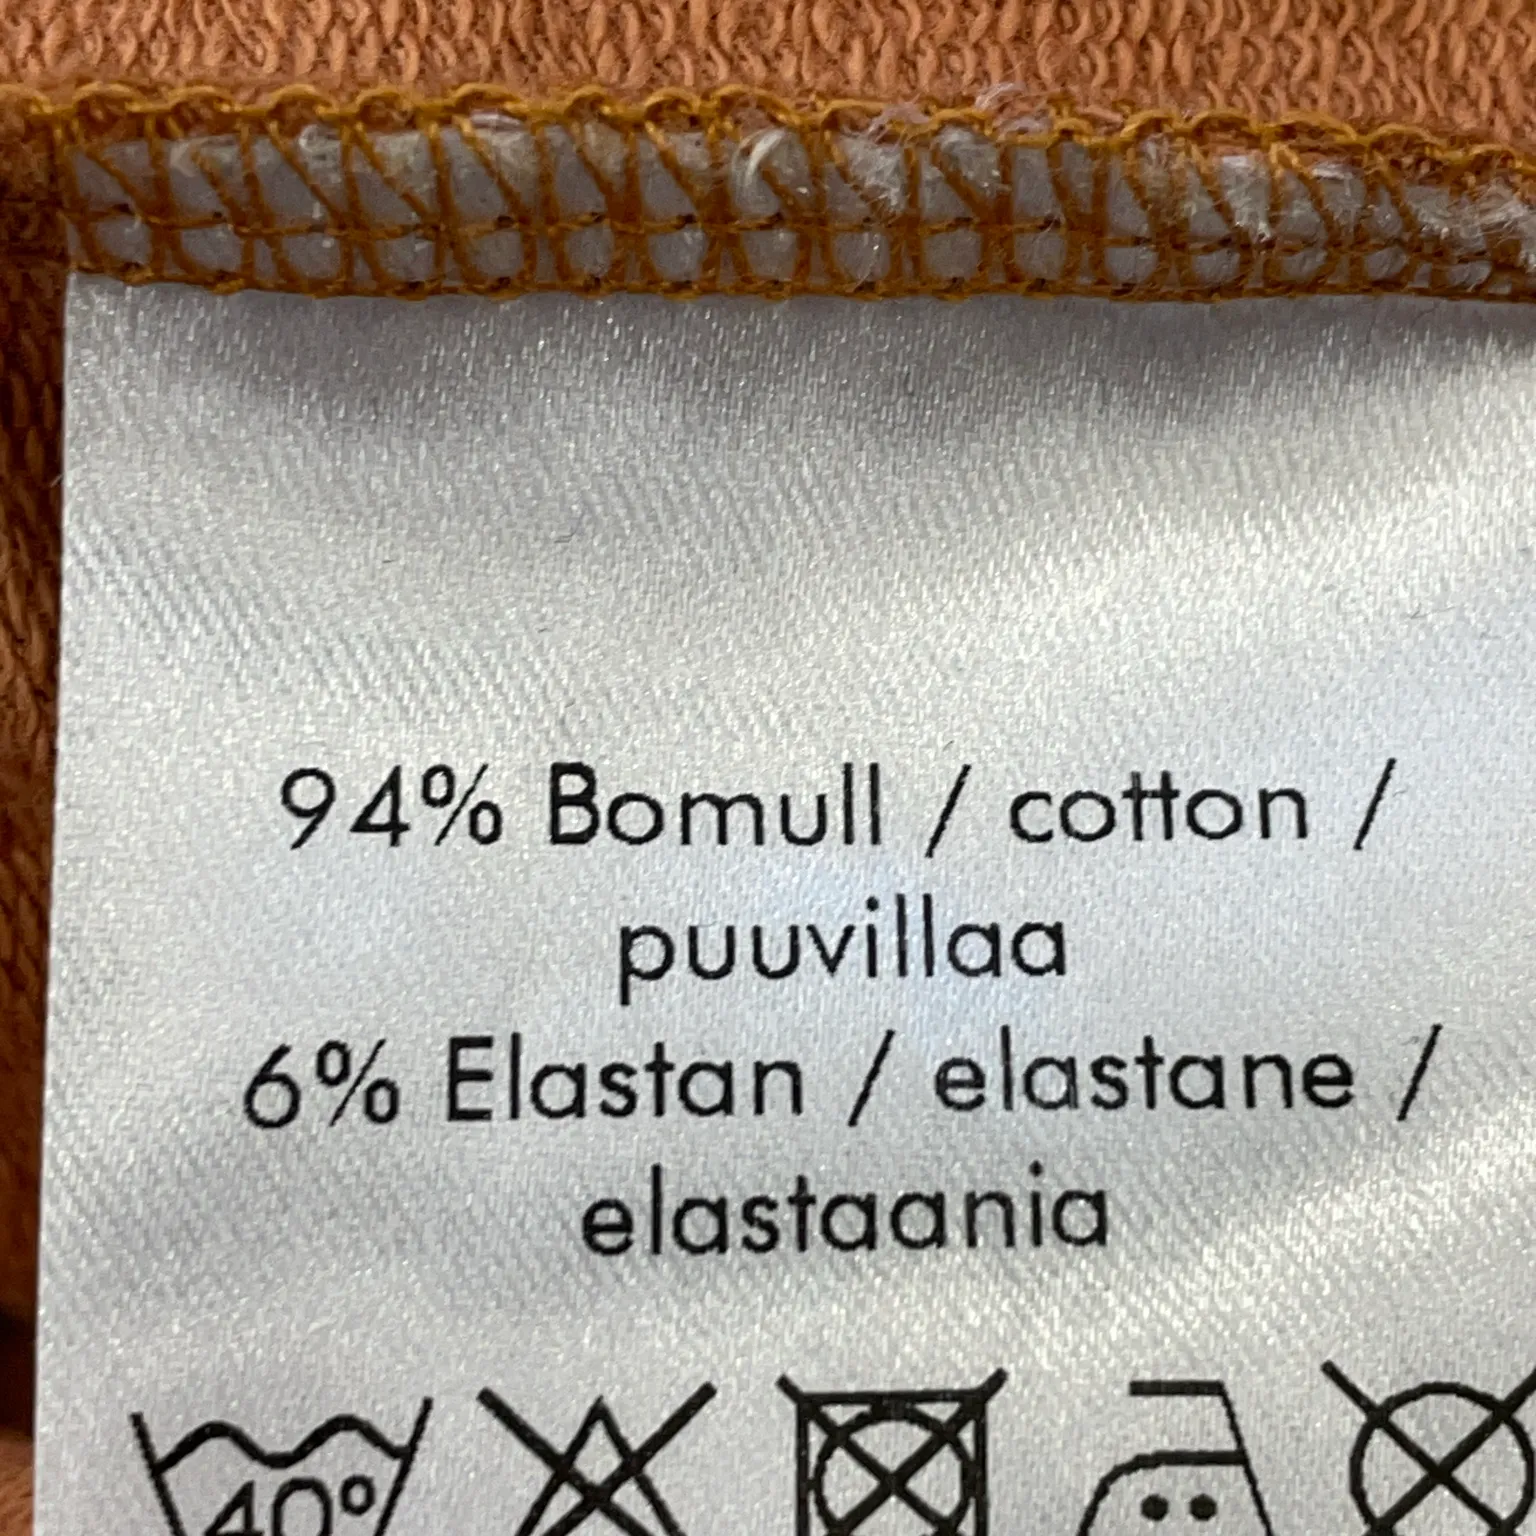 94% Bomull / cotton /
puuvillaa
6% Elastan / elastane /
elastaania
40°